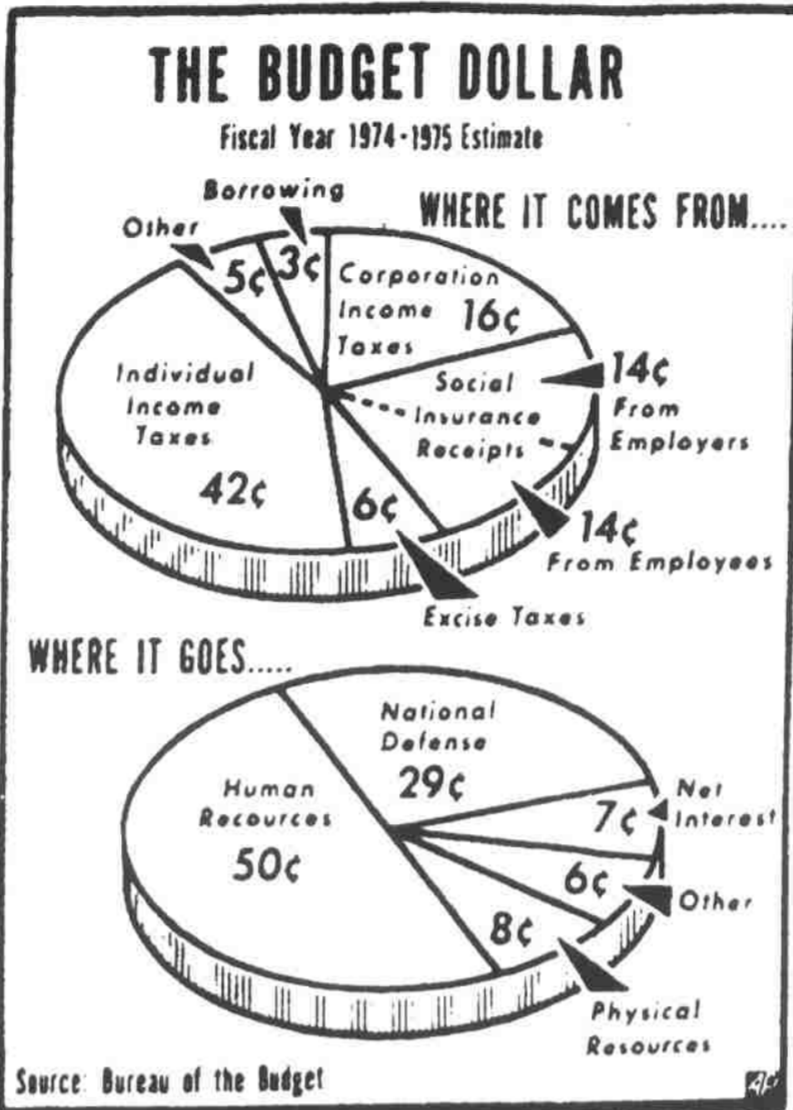 THE BUDGET DOLLAR
Fiscal Year 1974-1975 Estimate
WHERE IT COMES FROM....
Borrowing
3¢
Other
5¢
Corporation
Income
Taxes
16¢
Social
Insurance
Receipts
14¢
From
Employers
14¢
From Employees
6¢
Excise Taxes
Individual
Income
Taxes
42¢
WHERE IT GOES.....
National
Defense
29¢
Net
Interest
7¢
6¢
Other
8¢
Physical
Resources
Human
Recources
50¢
Source: Bureau of the Budget